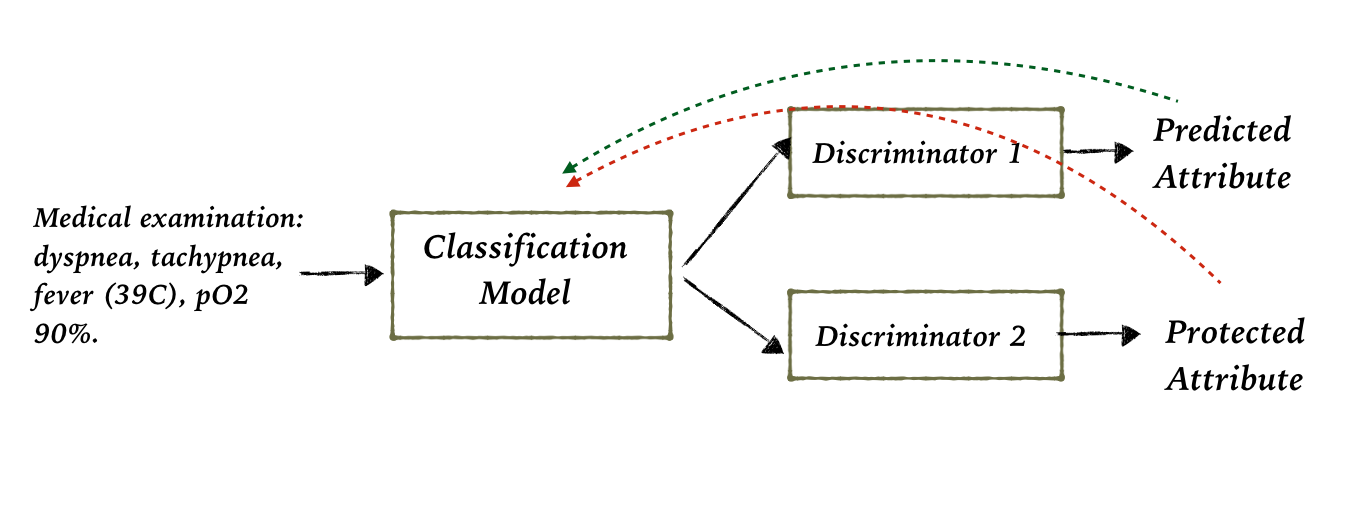 Medical examination:
dyspnea, tachypnea,
fever (39C), pO2
90%.
Classification
Model
Discriminator 1
Discriminator 2
Predicted
Attribute
Protected
Attribute